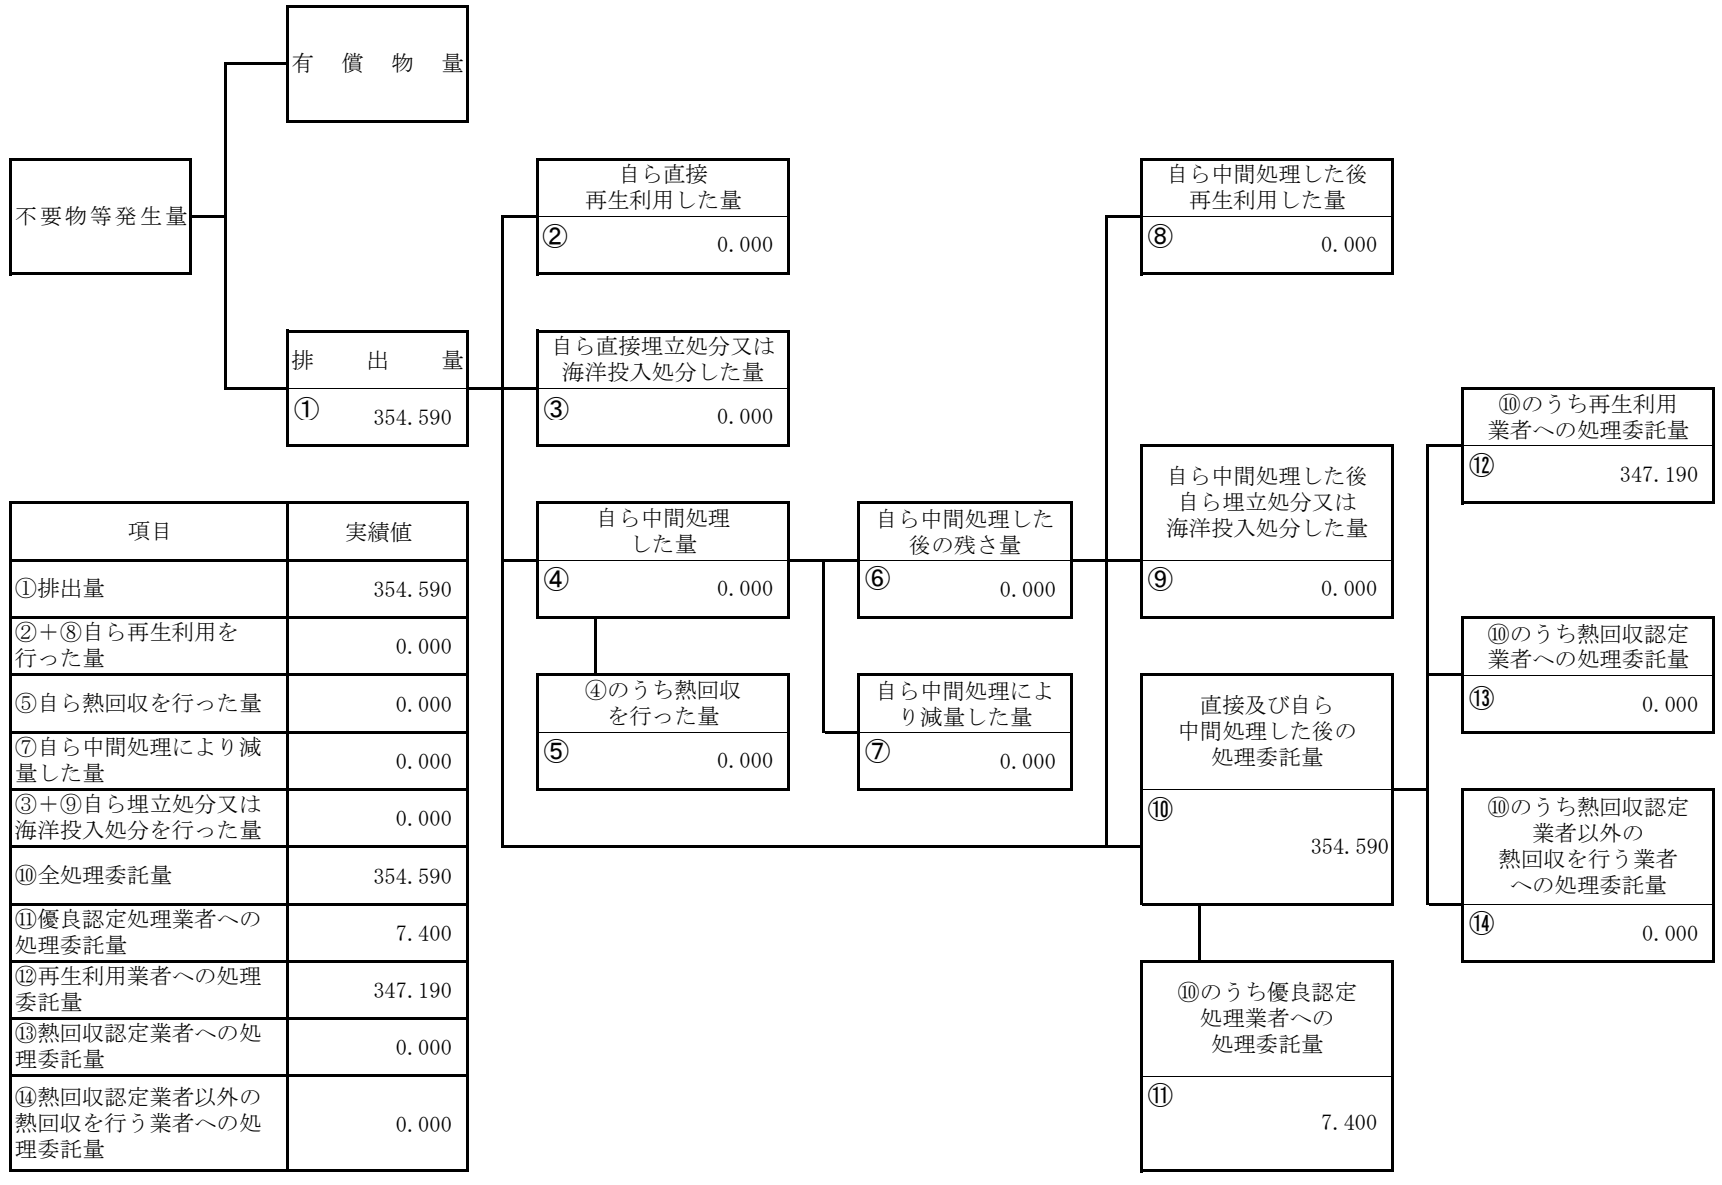 有償物量
不要物等発生量
排出量
① 354.590
自ら直接
再生利用した量
② 0.000
自ら直接埋立処分又は
海洋投入処分した量
③ 0.000
自ら中間処理
した量
④ 0.000
④のうち熱回収
を行った量
⑤ 0.000
自ら中間処理した
後の残さ量
⑥ 0.000
自ら中間処理によ
り減量した量
⑦ 0.000
自ら中間処理した後
再生利用した量
⑧ 0.000
自ら中間処理した後
自ら埋立処分又は
海洋投入処分した量
⑨ 0.000
直接及び自ら
中間処理した後の
処理委託量
⑩
354.590
⑩のうち優良認定
処理業者への
処理委託量
⑪
7.400
⑩のうち再生利用
業者への処理委託量
⑫ 347.190
⑩のうち熱回収認定
業者への処理委託量
⑬ 0.000
⑩のうち熱回収認定
業者以外の
熱回収を行う業者
への処理委託量
⑭ 0.000
項目 実績値
①排出量 354.590
②＋⑧自ら再生利用を
行った量 0.000
⑤自ら熱回収を行った量 0.000
⑦自ら中間処理により減
量した量 0.000
③＋⑨自ら埋立処分又は
海洋投入処分を行った量 0.000
⑩全処理委託量 354.590
⑪優良認定処理業者への
処理委託量 7.400
⑫再生利用業者への処理
委託量 347.190
⑬熱回収認定業者への処
理委託量 0.000
⑭熱回収認定業者以外の
熱回収を行う業者への処
理委託量 0.000